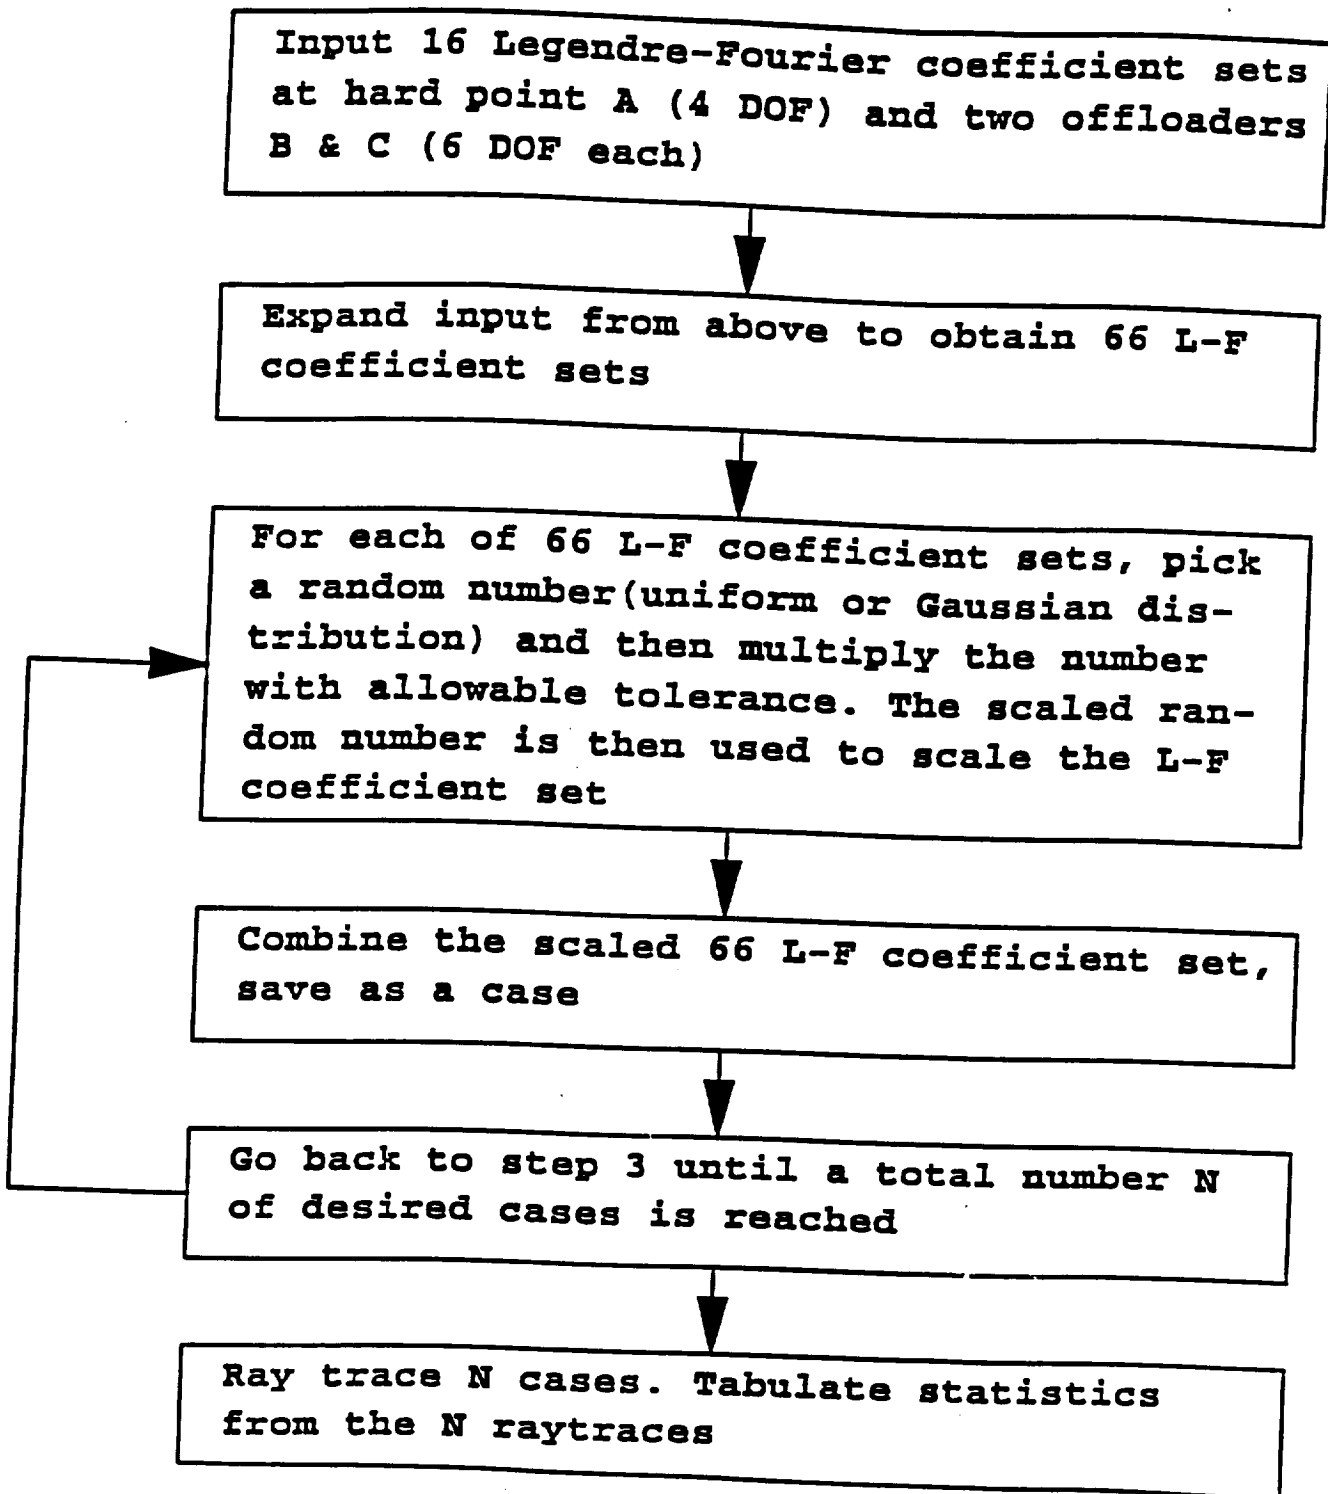 Input 16 Legendre-Fourier coefficient sets
at hard point A (4 DOF) and two offloaders
B & C (6 DOF each)
Expand input from above to obtain 66 L-F
coefficient sets
For each of 66 L-F coefficient sets, pick
a random number(uniform or Gaussian dis-
tribution) and then multiply the number
with allowable tolerance. The scaled ran-
dom number is then used to scale the L-F
coefficient set
Combine the scaled 66 L-F coefficient set,
save as a case
Go back to step 3 until a total number N
of desired cases is reached
Ray trace N cases. Tabulate statistics
from the N raytraces